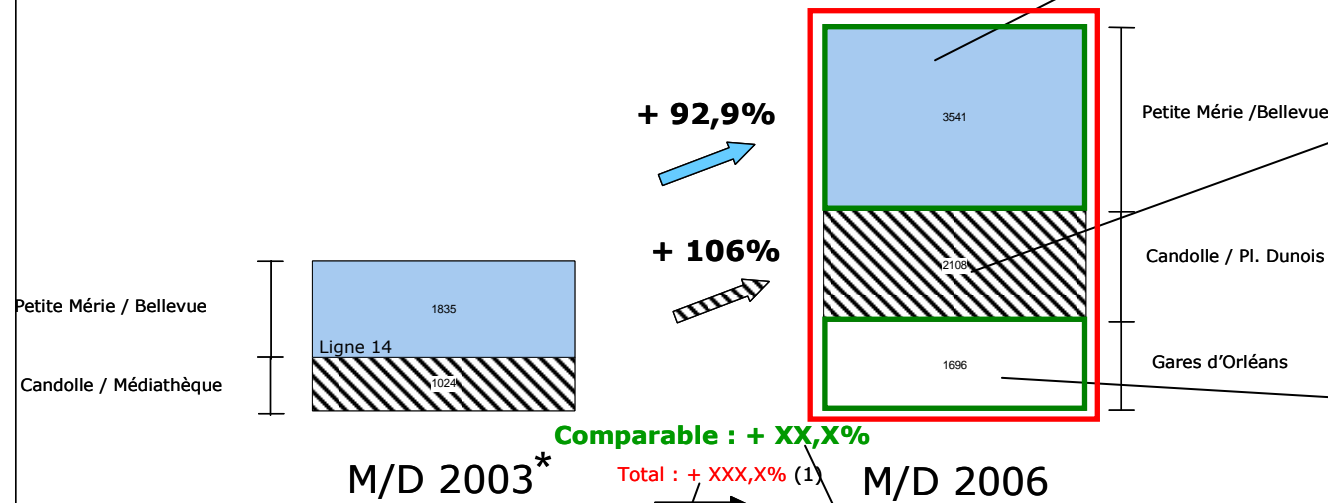 + 92,9%
3541
Petite Mérie /Bellevue
+ 106%
2108
Candolle / Pl. Dunois
Petite Mérie / Bellevue
1835
Ligne 14
1696
Gares d’Orléans
Candolle / Médiathèque
1024
Comparable : + XX,X%
Total : + XXX,X% (1)
M/D 2003*
M/D 2006